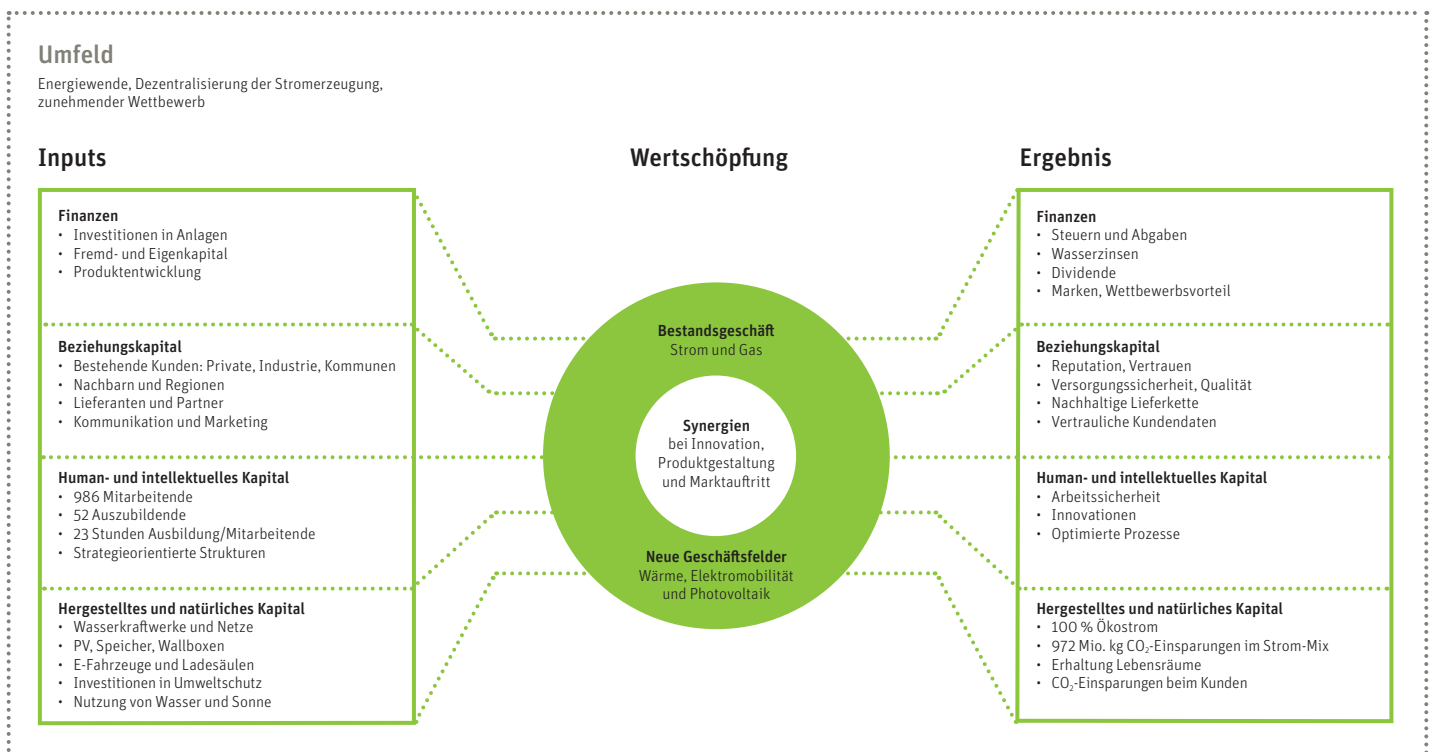 Umfeld
Energiewende, Dezentralisierung der Stromerzeugung,
zunehmender Wettbewerb
Inputs
Finanzen
• Investitionen in Anlagen
• Fremd- und Eigenkapital
• Produktentwicklung
Beziehungskapital
• Bestehende Kunden: Private, Industrie, Kommunen
• Nachbarn und Regionen
• Lieferanten und Partner
• Kommunikation und Marketing
Human- und intellektuelles Kapital
• 986 Mitarbeitende
• 52 Auszubildende
• 23 Stunden Ausbildung/Mitarbeitende
• Strategieorientierte Strukturen
Hergestelltes und natürliches Kapital
• Wasserkraftwerke und Netze
• PV, Speicher, Wallboxen
• E-Fahrzeuge und Ladesäulen
• Investitionen in Umweltschutz
• Nutzung von Wasser und Sonne
Wertschöpfung
Bestandsgeschäft
Strom und Gas
Synergien
bei Innovation,
Produktgestaltung
und Marktauftritt
Neue Geschäftsfelder
Wärme, Elektromobilität
und Photovoltaik
Ergebnis
Finanzen
• Steuern und Abgaben
• Wasserzinsen
• Dividende
• Marken, Wettbewerbsvorteil
Beziehungskapital
• Reputation, Vertrauen
• Versorgungssicherheit, Qualität
• Nachhaltige Lieferkette
• Vertrauliche Kundendaten
Human- und intellektuelles Kapital
• Arbeitssicherheit
• Innovationen
• Optimierte Prozesse
Hergestelltes und natürliches Kapital
• 100 % Ökostrom
• 972 Mio. kg CO₂-Einsparungen im Strom-Mix
• Erhaltung Lebensräume
• CO₂-Einsparungen beim Kunden